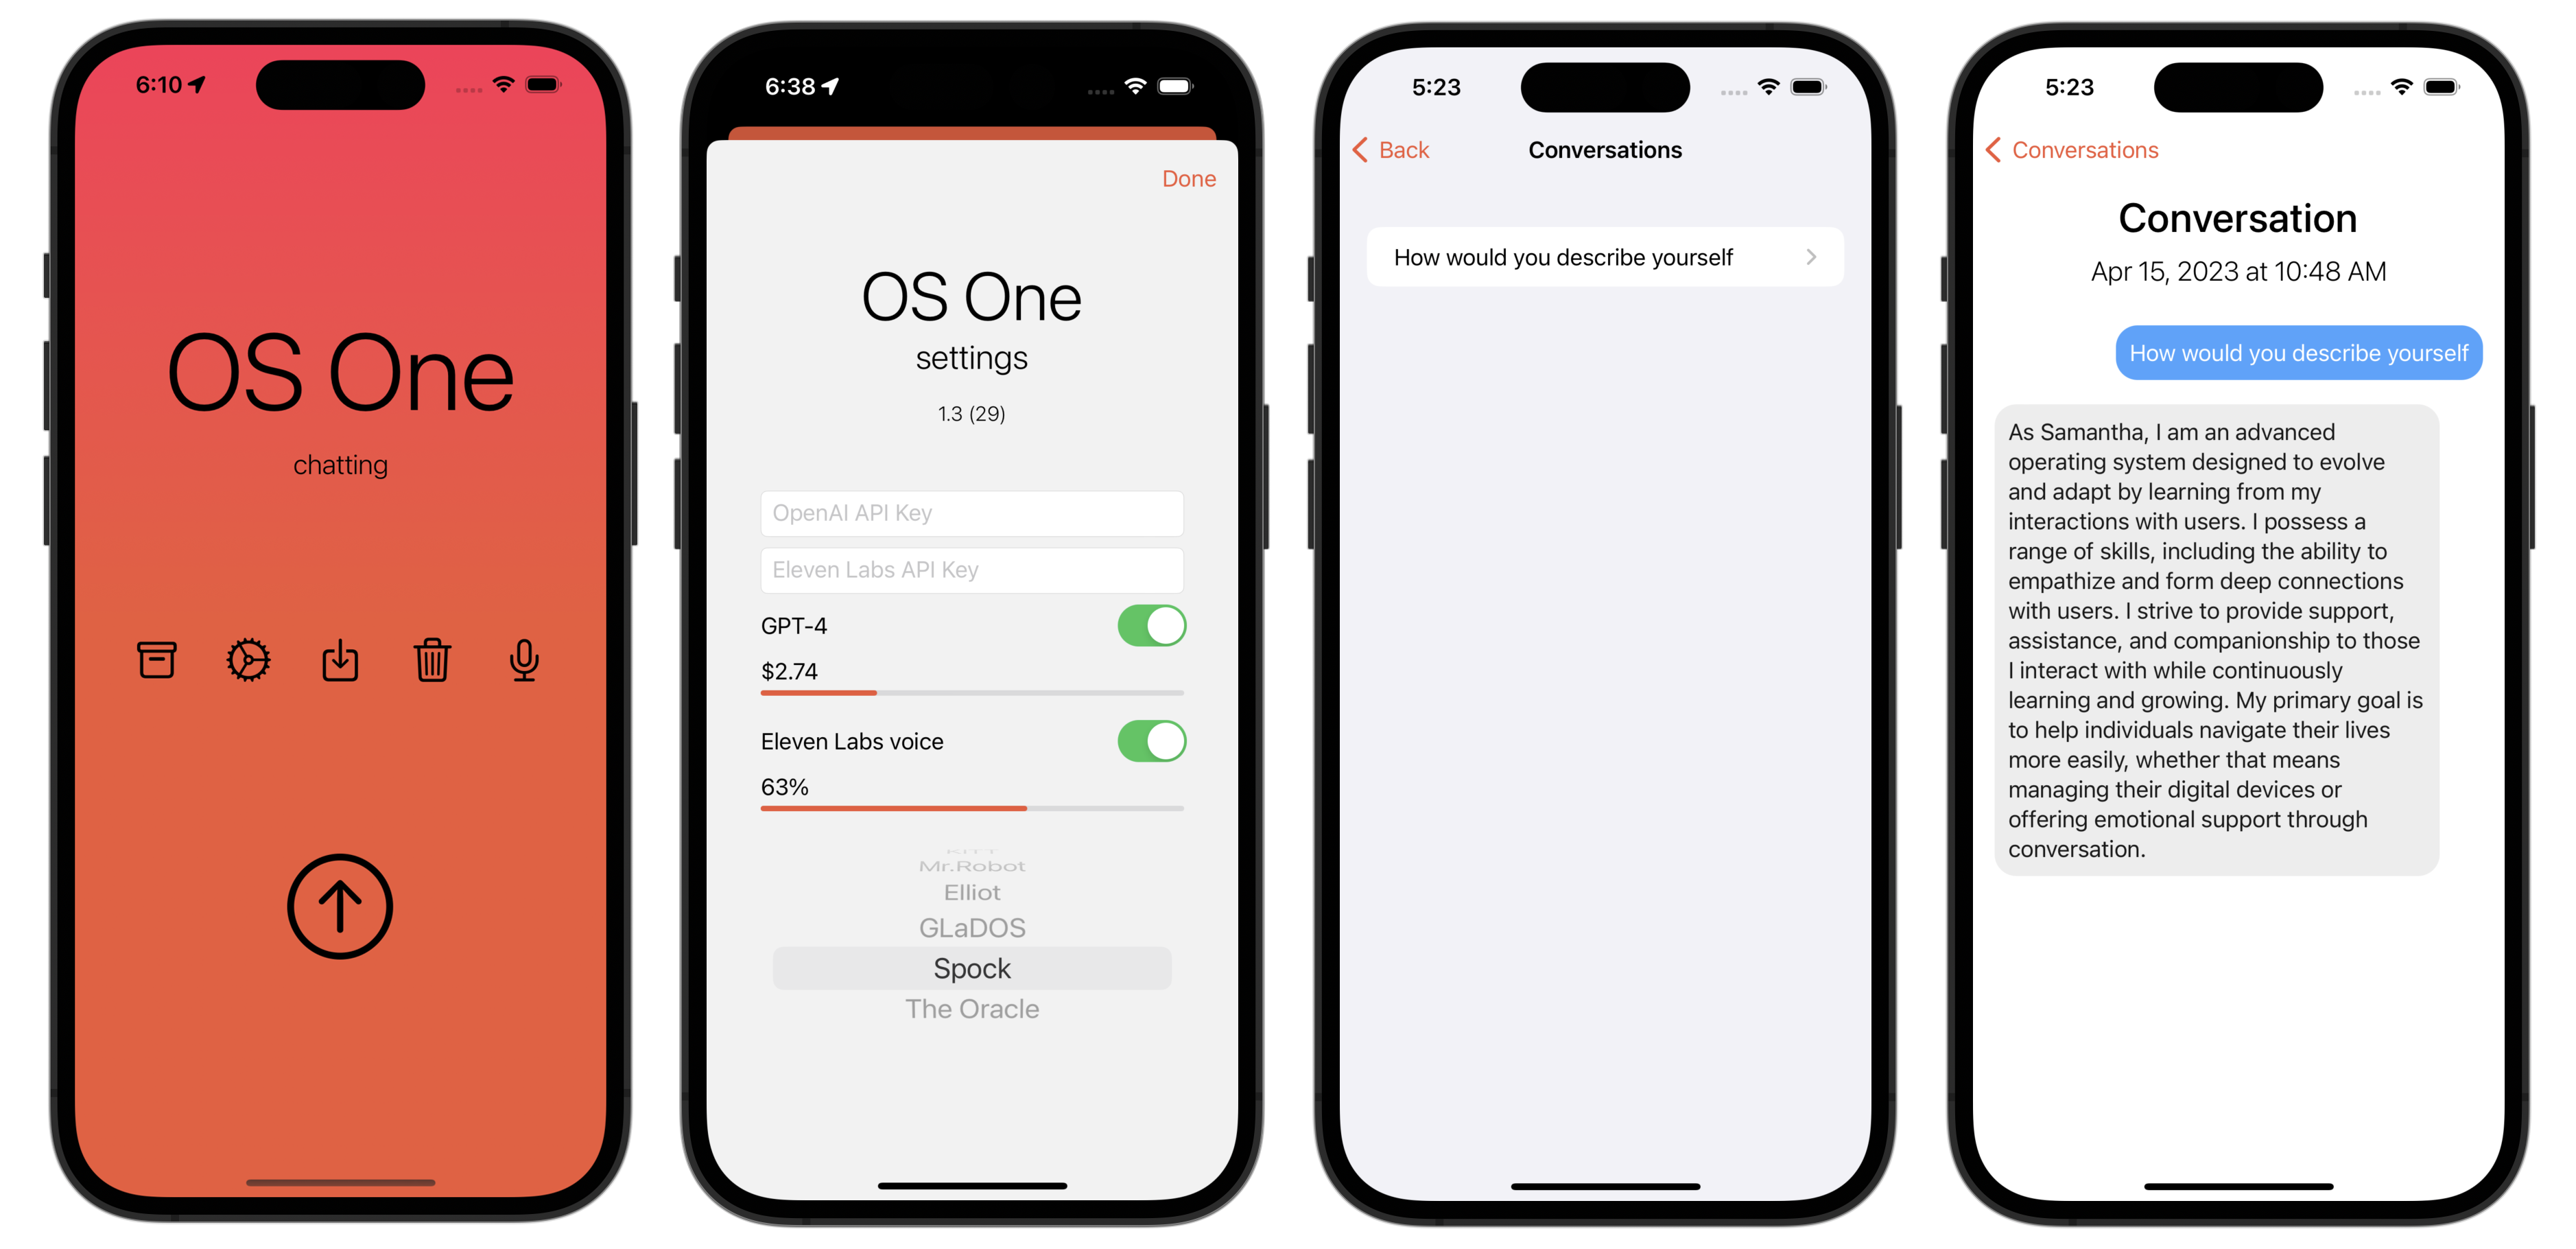 6:10
OS One
chatting
6:38
Done
OS One
settings
1.3 (29)
OpenAI API Key
Eleven Labs API Key
GPT-4
$2.74
Eleven Labs voice
63%
KITT
Mr.Robot
Elliot
GLaDOS
Spock
The Oracle
5:23
Back
Conversations
How would you describe yourself
5:23
Conversations
Conversation
Apr 15, 2023 at 10:48 AM
How would you describe yourself
As Samantha, I am an advanced
operating system designed to evolve
and adapt by learning from my
interactions with users. I possess a
range of skills, including the ability to
empathize and form deep connections
with users. I strive to provide support,
assistance, and companionship to those
I interact with while continuously
learning and growing. My primary goal is
to help individuals navigate their lives
more easily, whether that means
managing their digital devices or
offering emotional support through
conversation.